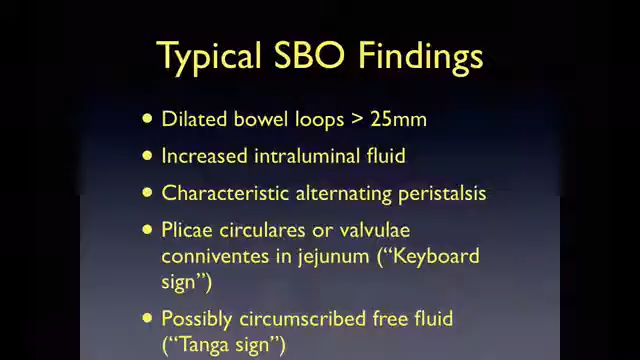 Typical SBO Findings
• Dilated bowel loops > 25mm
• Increased intraluminal fluid
• Characteristic alternating peristalsis
• Plicae circulares or valvulae
conniventes in jejunum (“Keyboard
sign”)
• Possibly circumscribed free fluid
(“Tanga sign”)